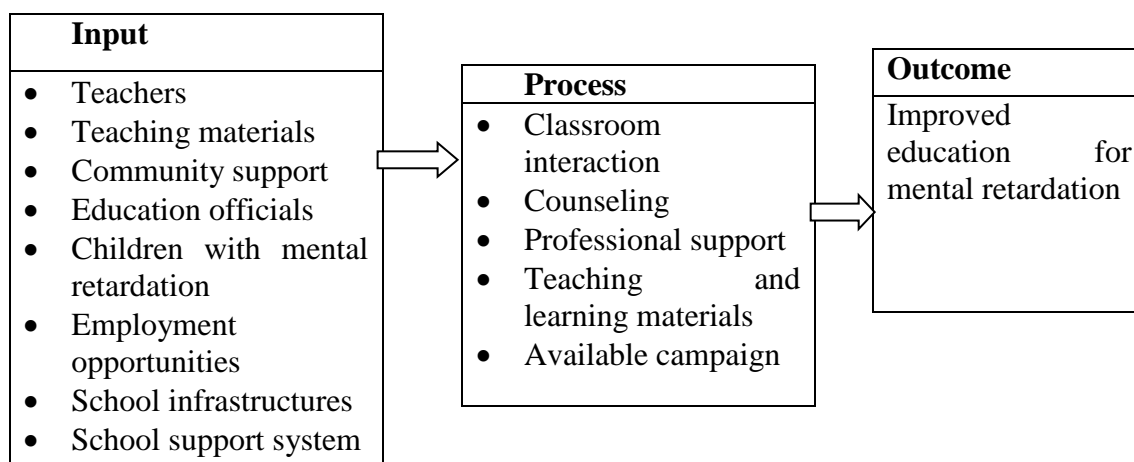 Input
• Teachers
• Teaching materials
• Community support
• Education officials
• Children with mental
retardation
• Employment
opportunities
• School infrastructures
• School support system
Process
• Classroom
interaction
• Counseling
• Professional support
• Teaching and
learning materials
• Available campaign
Outcome
Improved
education for
mental retardation